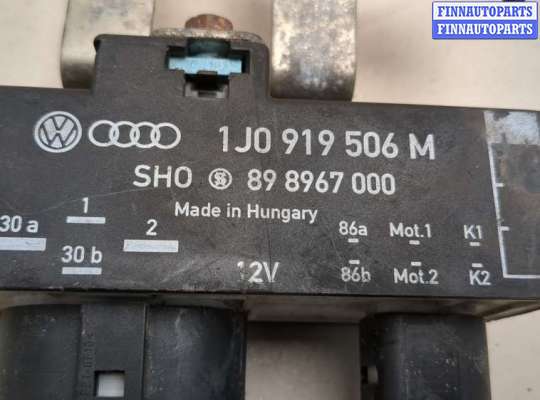 FINNAUTOPARTS
FINNAUTOPARTS
1J0 919 506 M
SHO 89 8967 000
Made in Hungary
30 a 1 2 86a Mot.1 K1
30 b 12V 86b Mot.2 K2